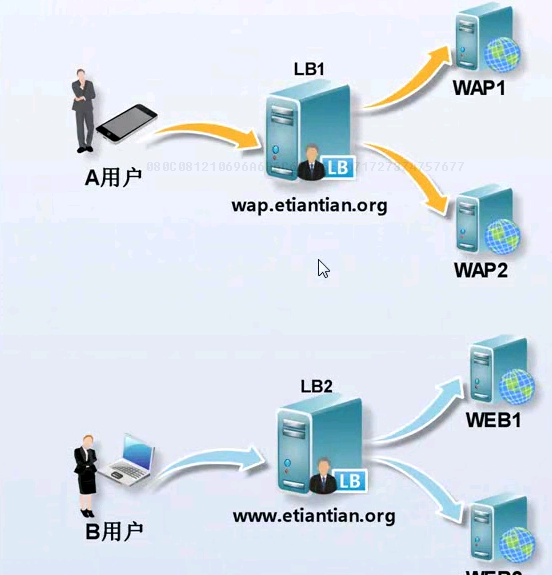 LB1
WAP1
A用户
LB
wap.etiantian.org
WAP2
LB2
WEB1
LB
B用户
www.etiantian.org